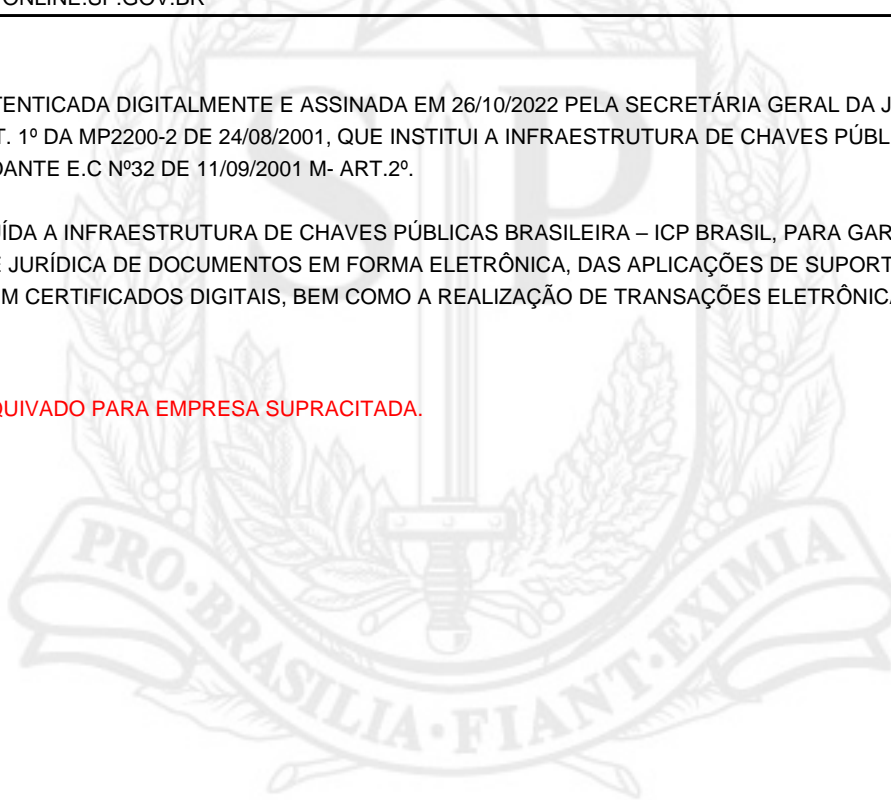 ONLINE.SP.GOV.BR
TENTICADA DIGITALMENTE E ASSINADA EM 26/10/2022 PELA SECRETÁRIA GERAL DA J
T. 1º DA MP2200-2 DE 24/08/2001, QUE INSTITUI A INFRAESTRUTURA DE CHAVES PÚBL
DANTE E.C Nº32 DE 11/09/2001 M- ART.2º.
ÍDA A INFRAESTRUTURA DE CHAVES PÚBLICAS BRASILEIRA – ICP BRASIL, PARA GAR
E JURÍDICA DE DOCUMENTOS EM FORMA ELETRÔNICA, DAS APLICAÇÕES DE SUPORT
M CERTIFICADOS DIGITAIS, BEM COMO A REALIZAÇÃO DE TRANSAÇÕES ELETRÔNICA
QUIVADO PARA EMPRESA SUPRACITADA.
SP
PRO·BRASILIA·FIANT·EXIMIA